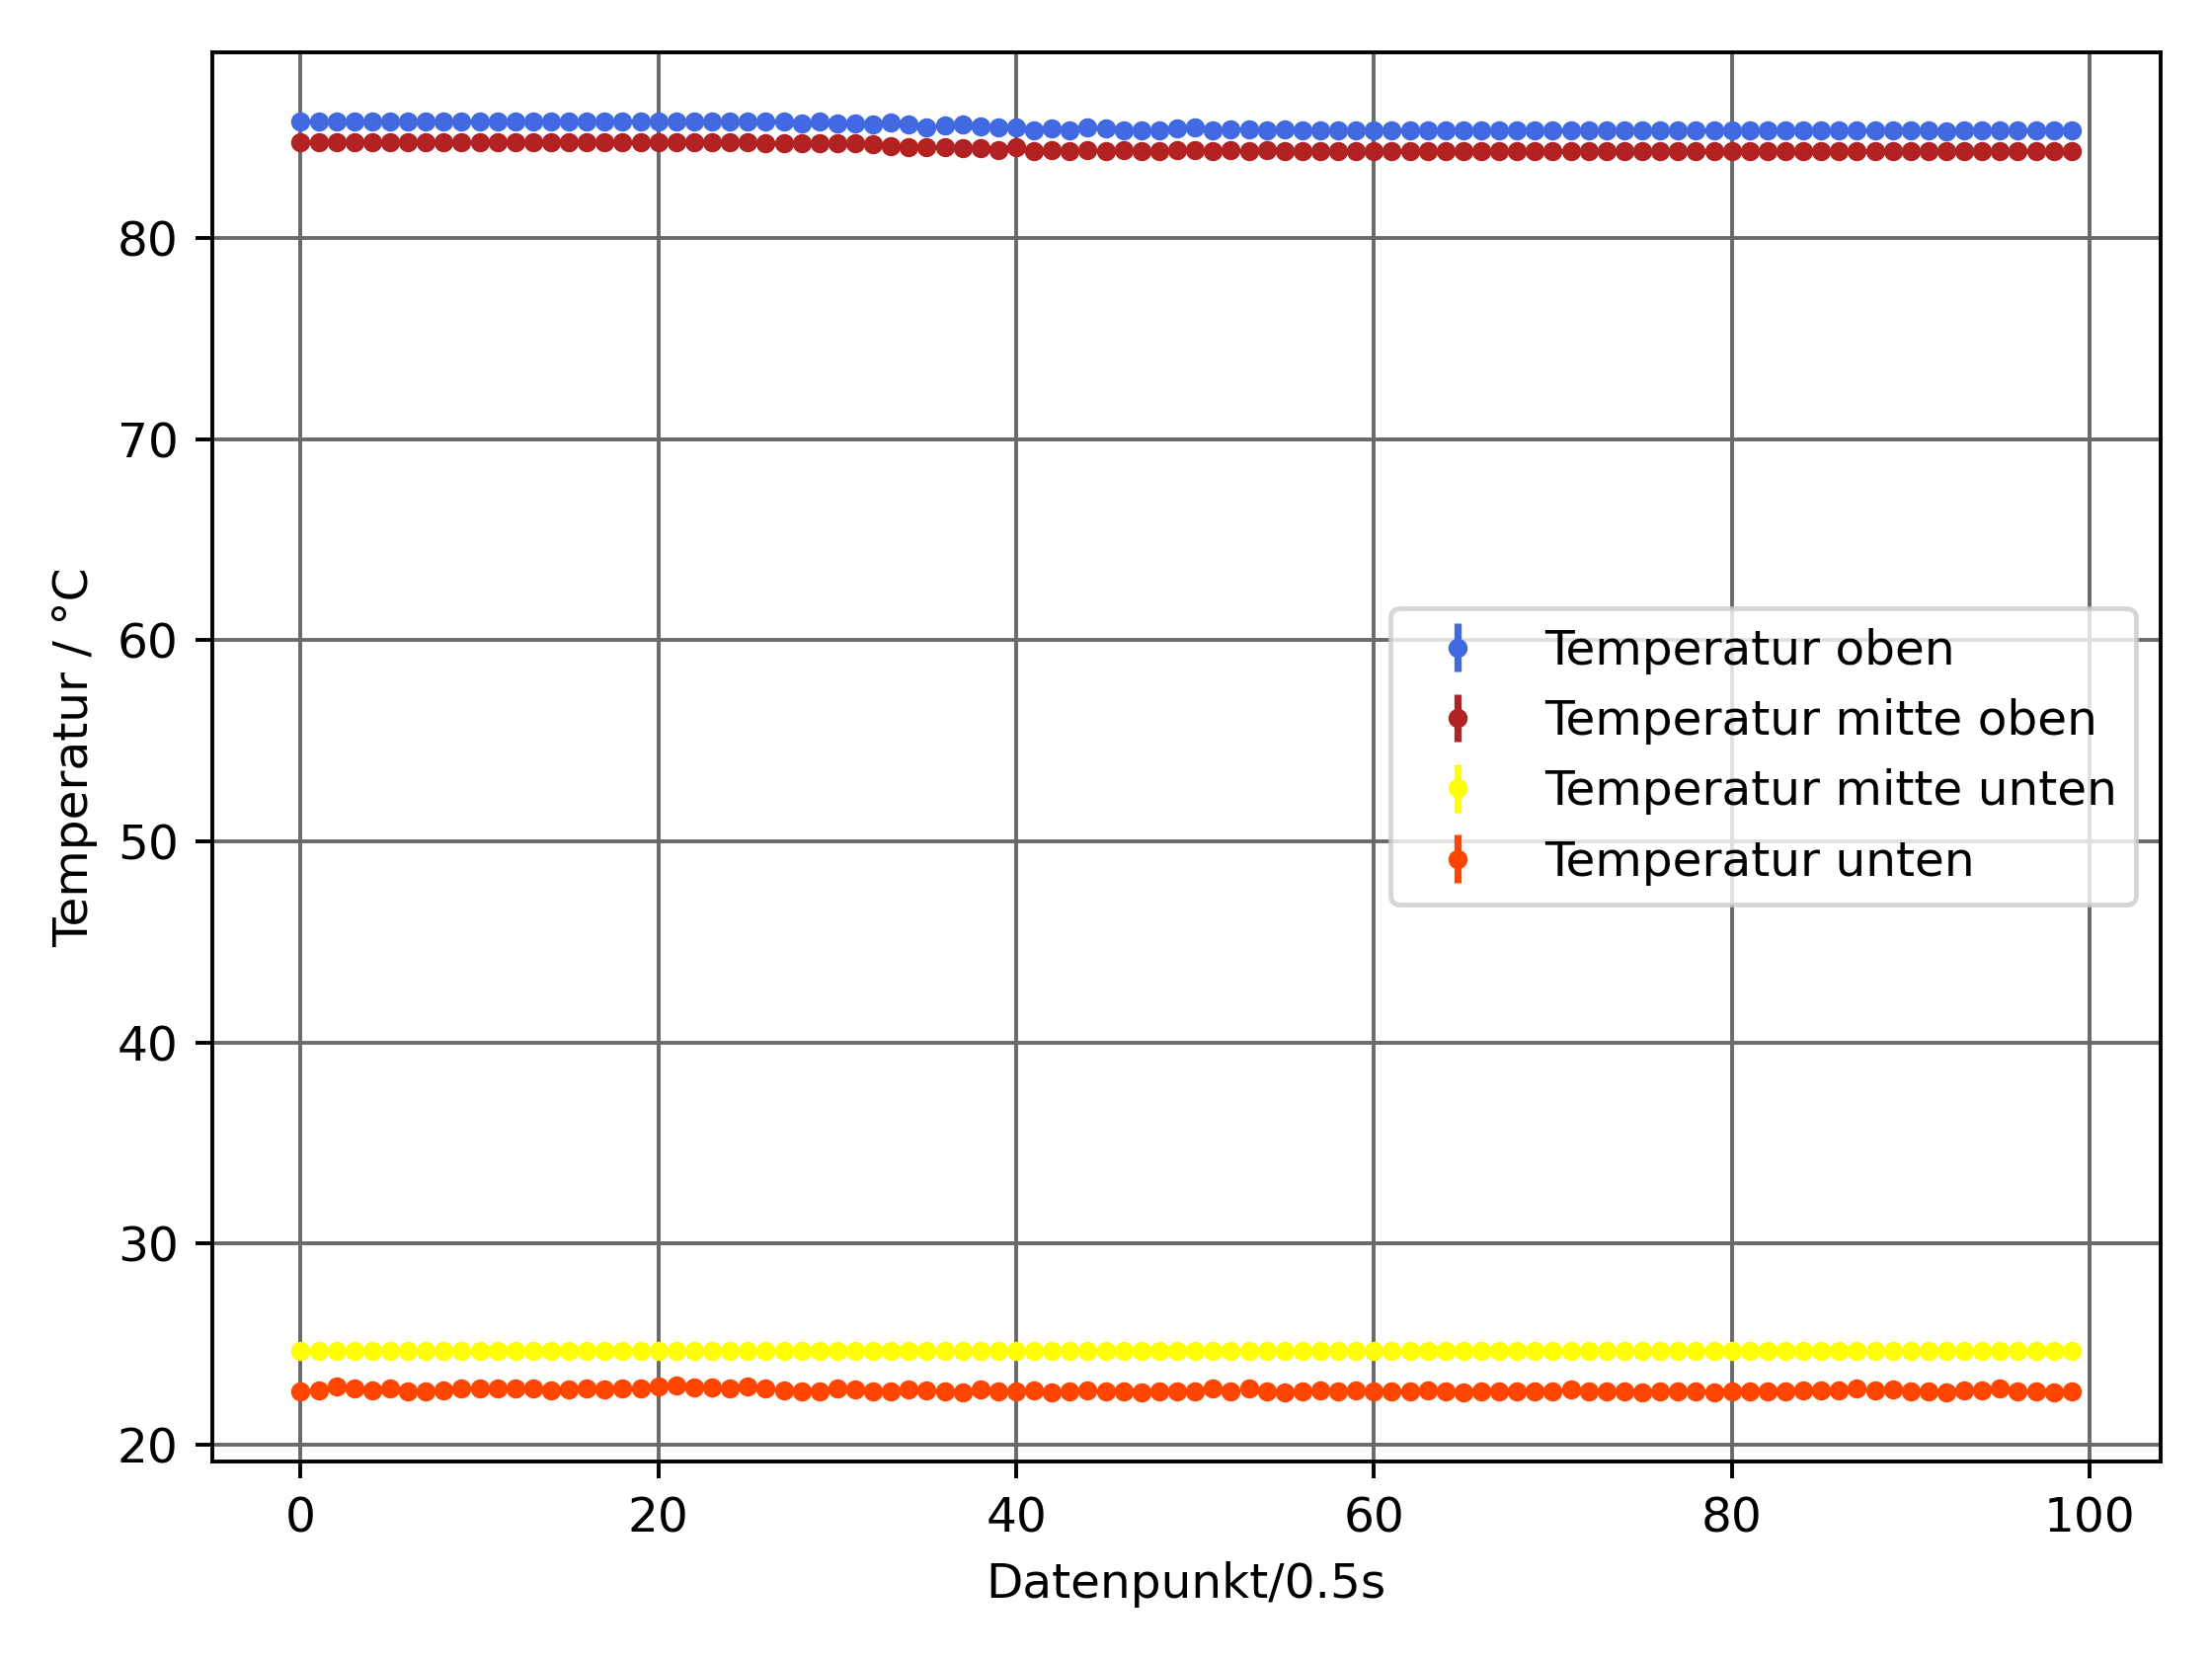 80
70
60
50
40
30
20
0
20
40
60
80
100
Temperatur / °C
Datenpunkt/0.5s
Temperatur oben
Temperatur mitte oben
Temperatur mitte unten
Temperatur unten